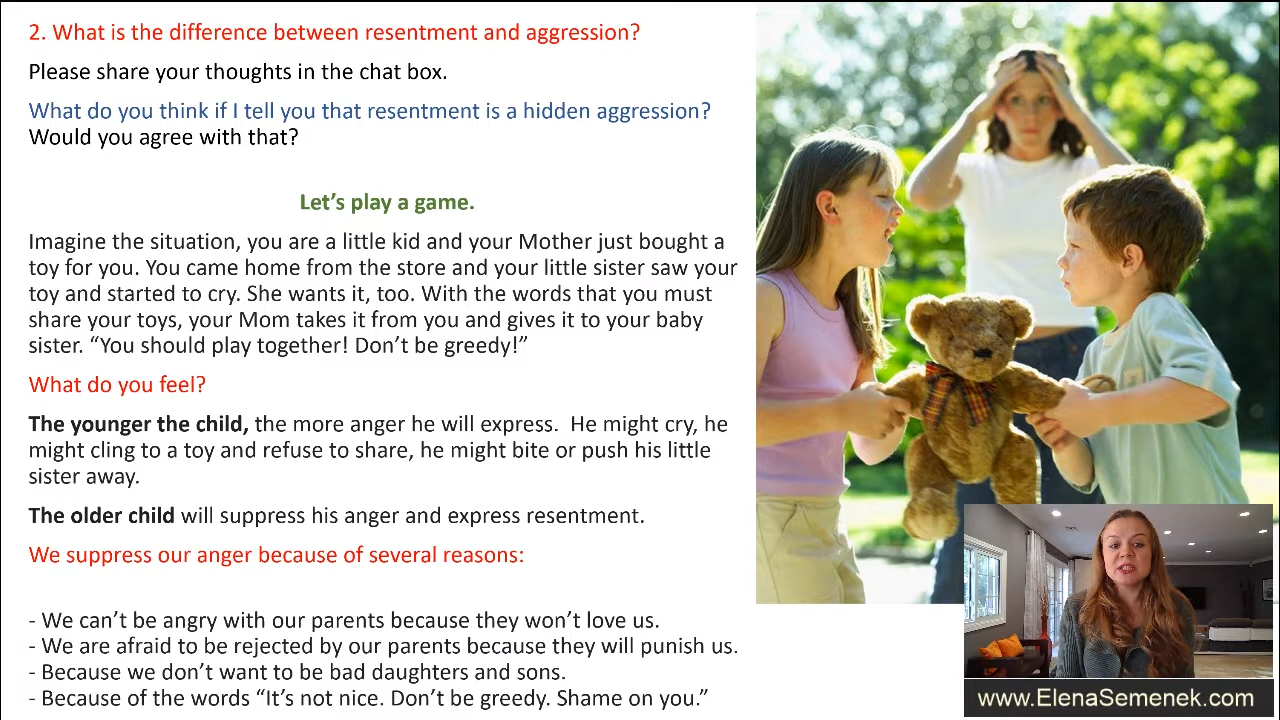 2. What is the difference between resentment and aggression?
Please share your thoughts in the chat box.
What do you think if I tell you that resentment is a hidden aggression?
Would you agree with that?
Let’s play a game.
Imagine the situation, you are a little kid and your Mother just bought a
toy for you. You came home from the store and your little sister saw your
toy and started to cry. She wants it, too. With the words that you must
share your toys, your Mom takes it from you and gives it to your baby
sister. “You should play together! Don’t be greedy!”
What do you feel?
The younger the child, the more anger he will express.  He might cry, he
might cling to a toy and refuse to share, he might bite or push his little
sister away.
The older child will suppress his anger and express resentment.
We suppress our anger because of several reasons:
- We can’t be angry with our parents because they won’t love us.
- We are afraid to be rejected by our parents because they will punish us.
- Because we don’t want to be bad daughters and sons.
- Because of the words “It’s not nice. Don’t be greedy. Shame on you.”
www.ElenaSemenek.com